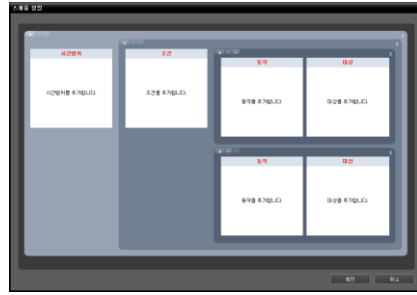 스케줄 설정
시간범위
조건
동작
대상
시간범위를 추가합니다.
조건을 추가합니다.
동작을 추가합니다.
대상을 추가합니다.
동작
대상
동작을 추가합니다.
대상을 추가합니다.
확인
취소